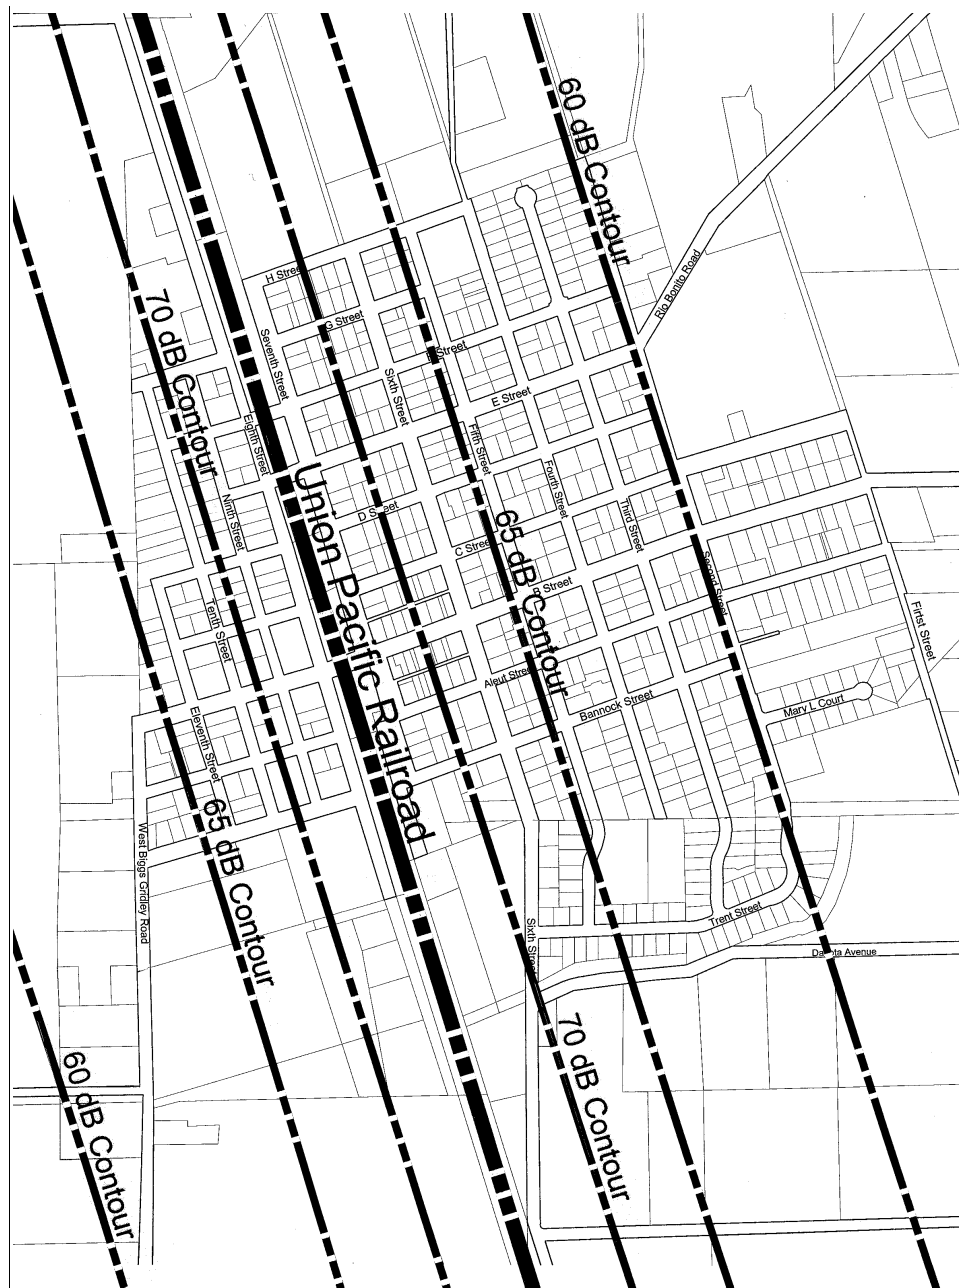 60 dB Contour
Rio Bonito Road
H Street
70 dB Contour
G Street
Seventh Street
Street
Sixth Street
E Street
Eighth Street
Fifth Street
Union Pacific Railroad
Fourth Street
Ninth Street
D Street
Third Street
65 dB Contour
C Street
Second Street
B Street
Tenth Street
Firtst Street
Aleut Street
Bannock Street
Mary L Court
Eleventh Street
65 dB Contour
West Biggs Gridley Road
Trent Street
Sixth Street
Dakota Avenue
70 dB Contour
60 dB Contour